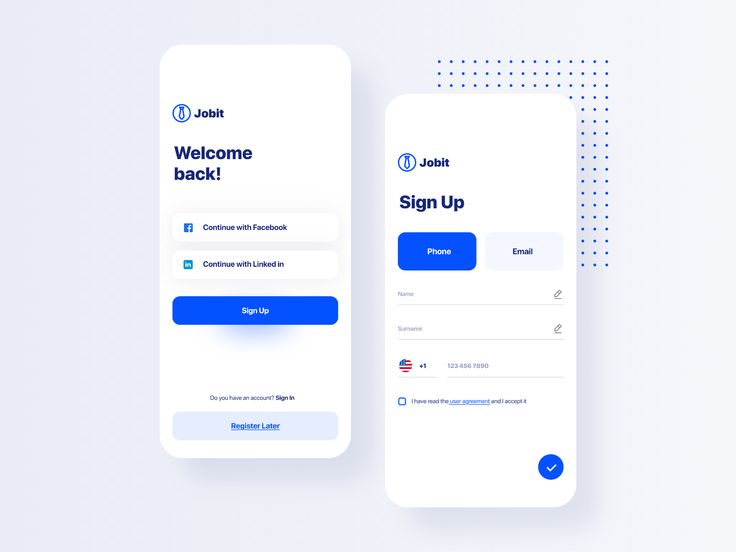 Jobit
Welcome
back!
Continue with Facebook
Continue with Linked in
Sign Up
Do you have an account? Sign In
Register Later
Jobit
Sign Up
Phone
Email
Name
Surname
+1
123 456 7890
I have read the user agreement and I accept it